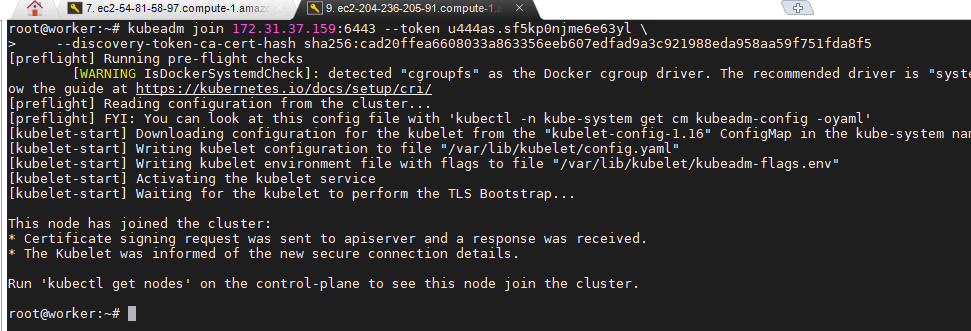 7. ec2-54-81-58-97.compute-1.amazo
9. ec2-204-236-205-91.compute-1.
root@worker:~# kubeadm join 172.31.37.159:6443 --token u444as.sf5kp0njme6e63yl \
>     --discovery-token-ca-cert-hash sha256:cad20ffea6608033a863356eeb607edfad9a3c921988eda958aa59f751fda8f5
[preflight] Running pre-flight checks
        [WARNING IsDockerSystemdCheck]: detected "cgroupfs" as the Docker cgroup driver. The recommended driver is "syste
ow the guide at https://kubernetes.io/docs/setup/cri/
[preflight] Reading configuration from the cluster...
[preflight] FYI: You can look at this config file with 'kubectl -n kube-system get cm kubeadm-config -oyaml'
[kubelet-start] Downloading configuration for the kubelet from the "kubelet-config-1.16" ConfigMap in the kube-system nam
[kubelet-start] Writing kubelet configuration to file "/var/lib/kubelet/config.yaml"
[kubelet-start] Writing kubelet environment file with flags to file "/var/lib/kubelet/kubeadm-flags.env"
[kubelet-start] Activating the kubelet service
[kubelet-start] Waiting for the kubelet to perform the TLS Bootstrap...

This node has joined the cluster:
* Certificate signing request was sent to apiserver and a response was received.
* The Kubelet was informed of the new secure connection details.

Run 'kubectl get nodes' on the control-plane to see this node join the cluster.

root@worker:~#